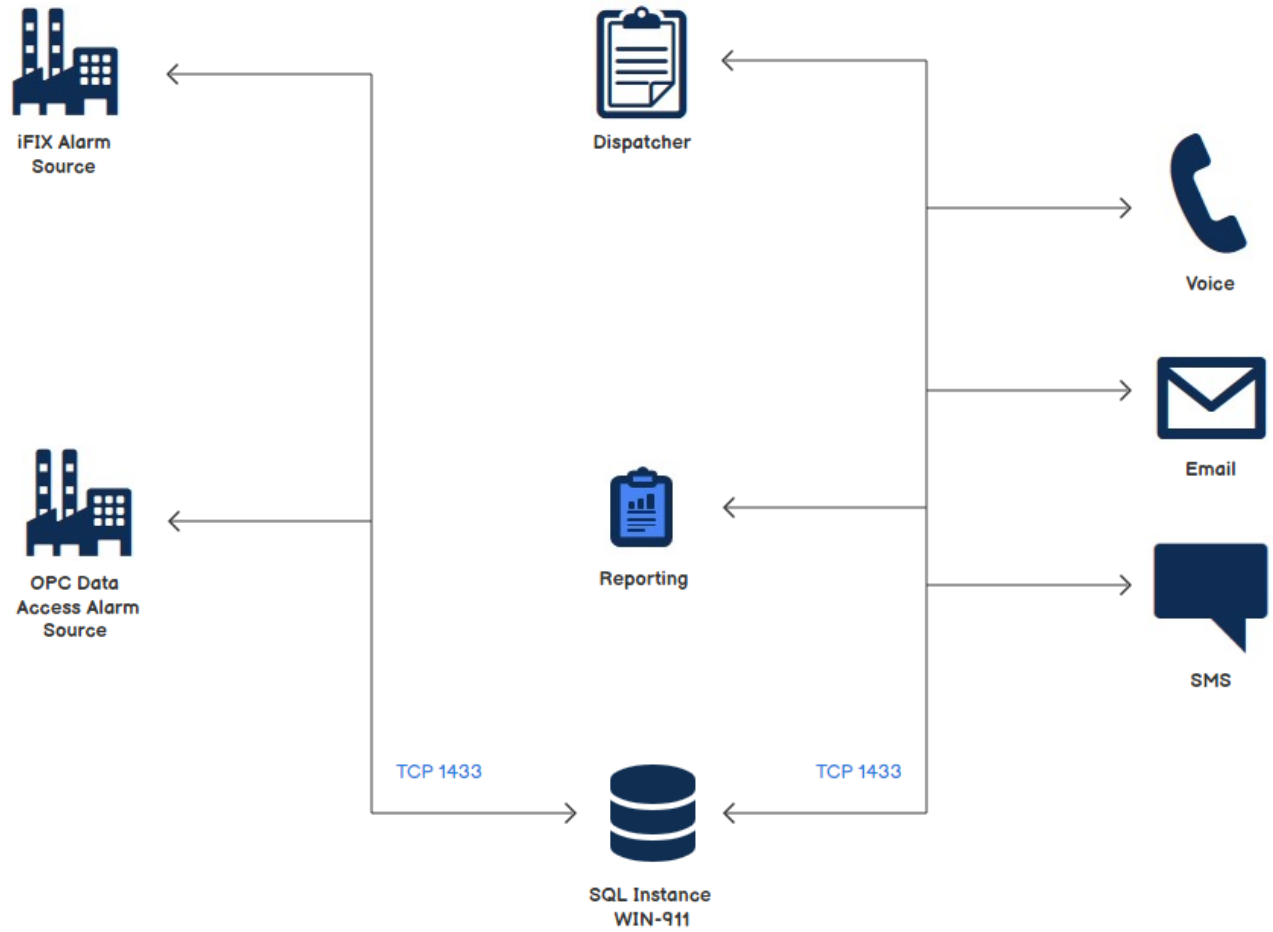 iFIX Alarm
Source
Dispatcher
Voice
Email
OPC Data
Access Alarm
Source
Reporting
SMS
TCP 1433
TCP 1433
SQL Instance
WIN-911